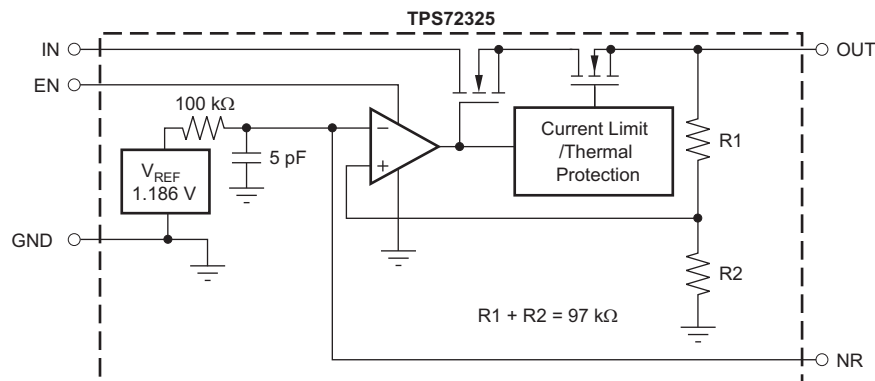 TPS72325
IN
OUT
EN
100 kΩ
−
+
5 pF
VREF
1.186 V
Current Limit
/Thermal
Protection
R1
GND
R2
R1 + R2 = 97 kΩ
NR